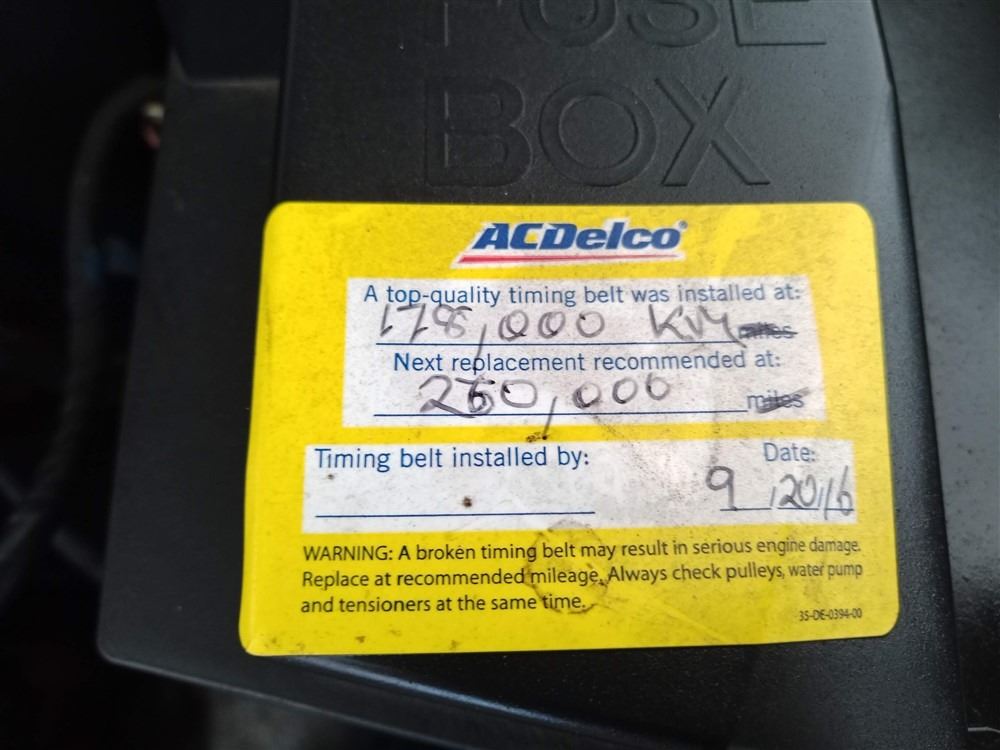 FUSE
BOX
ACDelco®
A top-quality timing belt was installed at:
178,000 KM miles
Next replacement recommended at:
260,000 miles
Timing belt installed by:
Date:
9/2016
WARNING: A broken timing belt may result in serious engine damage.
Replace at recommended mileage. Always check pulleys, water pump
and tensioners at the same time.
35-DE-0394-00